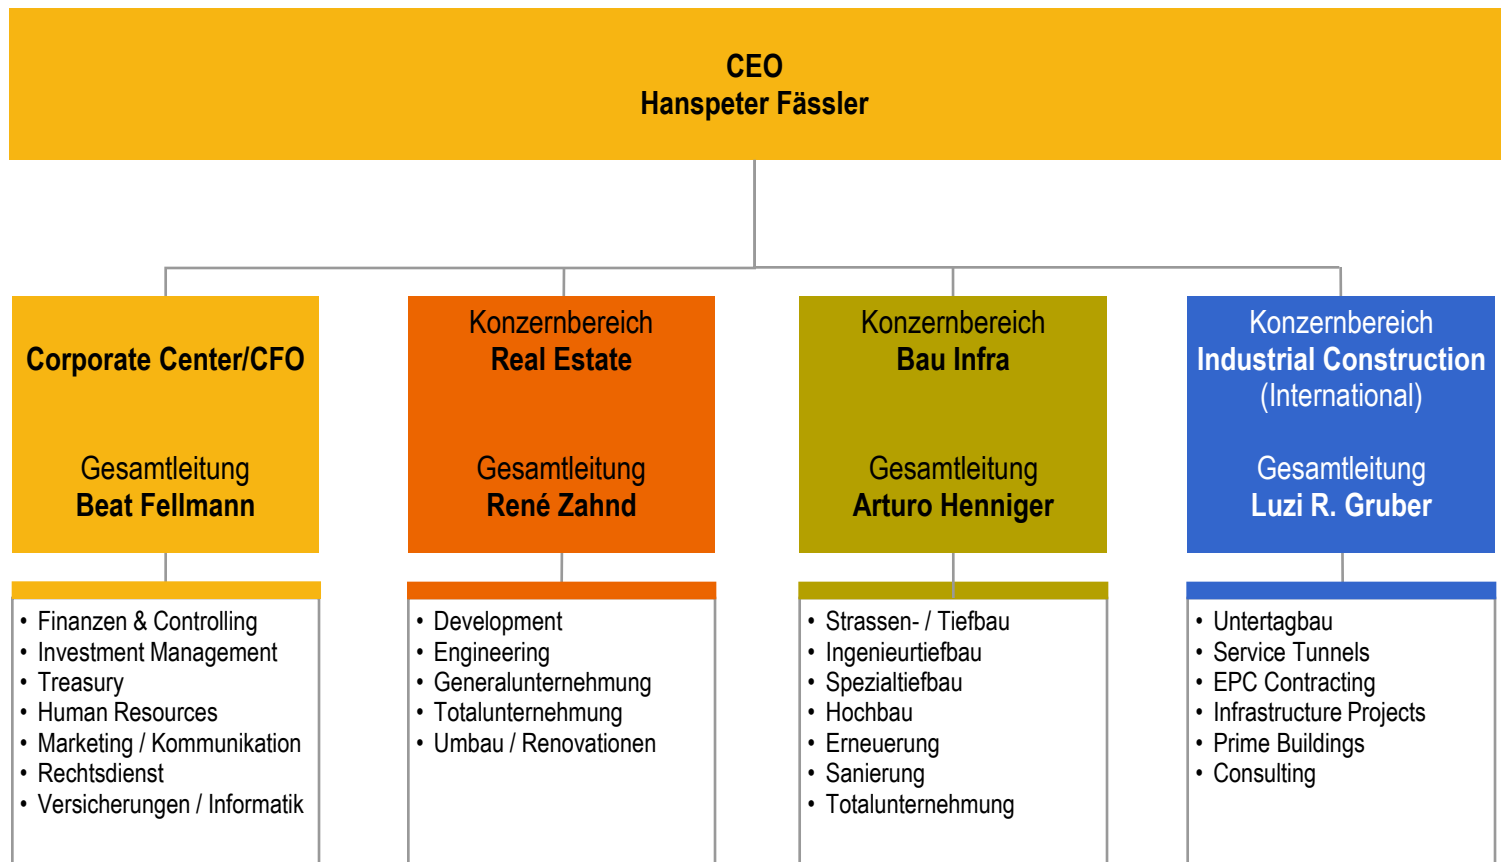 CEO
Hanspeter Fässler
Corporate Center/CFO
Gesamtleitung
Beat Fellmann
• Finanzen & Controlling
• Investment Management
• Treasury
• Human Resources
• Marketing / Kommunikation
• Rechtsdienst
• Versicherungen / Informatik
Konzernbereich
Real Estate
Gesamtleitung
René Zahnd
• Development
• Engineering
• Generalunternehmung
• Totalunternehmung
• Umbau / Renovationen
Konzernbereich
Bau Infra
Gesamtleitung
Arturo Henniger
• Strassen- / Tiefbau
• Ingenieurtiefbau
• Spezialtiefbau
• Hochbau
• Erneuerung
• Sanierung
• Totalunternehmung
Konzernbereich
Industrial Construction
(International)
Gesamtleitung
Luzi R. Gruber
• Untertagbau
• Service Tunnels
• EPC Contracting
• Infrastructure Projects
• Prime Buildings
• Consulting